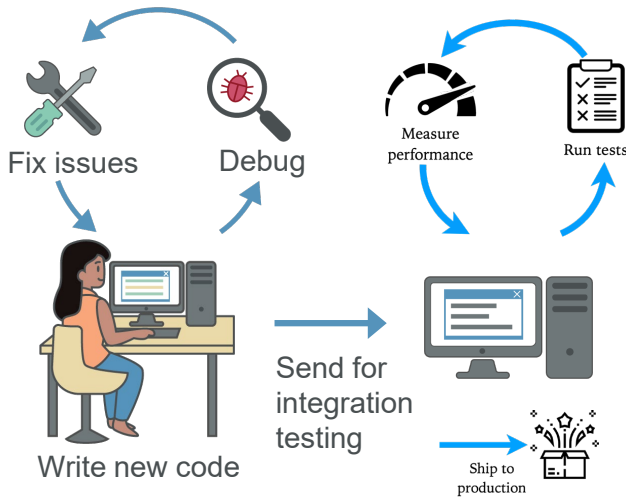 Fix issues
Debug
Measure
performance
Run tests
Write new code
Send for
integration
testing
Ship to
production